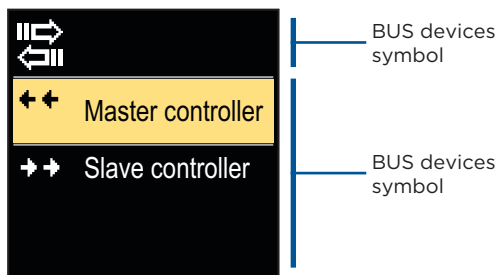 BUS devices
symbol
Master controller
Slave controller
BUS devices
symbol